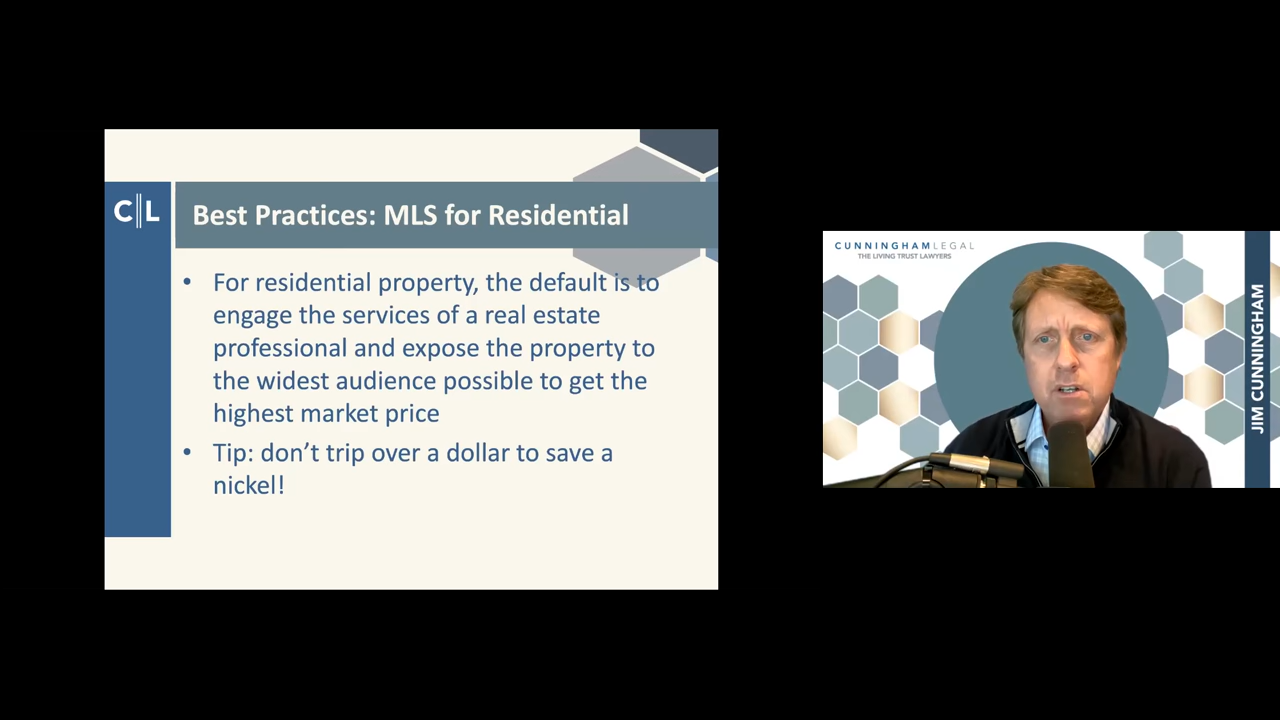 C||L
Best Practices: MLS for Residential
• For residential property, the default is to
engage the services of a real estate
professional and expose the property to
the widest audience possible to get the
highest market price
• Tip: don’t trip over a dollar to save a
nickel!
CUNNINGHAMLEGAL
THE LIVING TRUST LAWYERS
JIM CUNNINGHAM